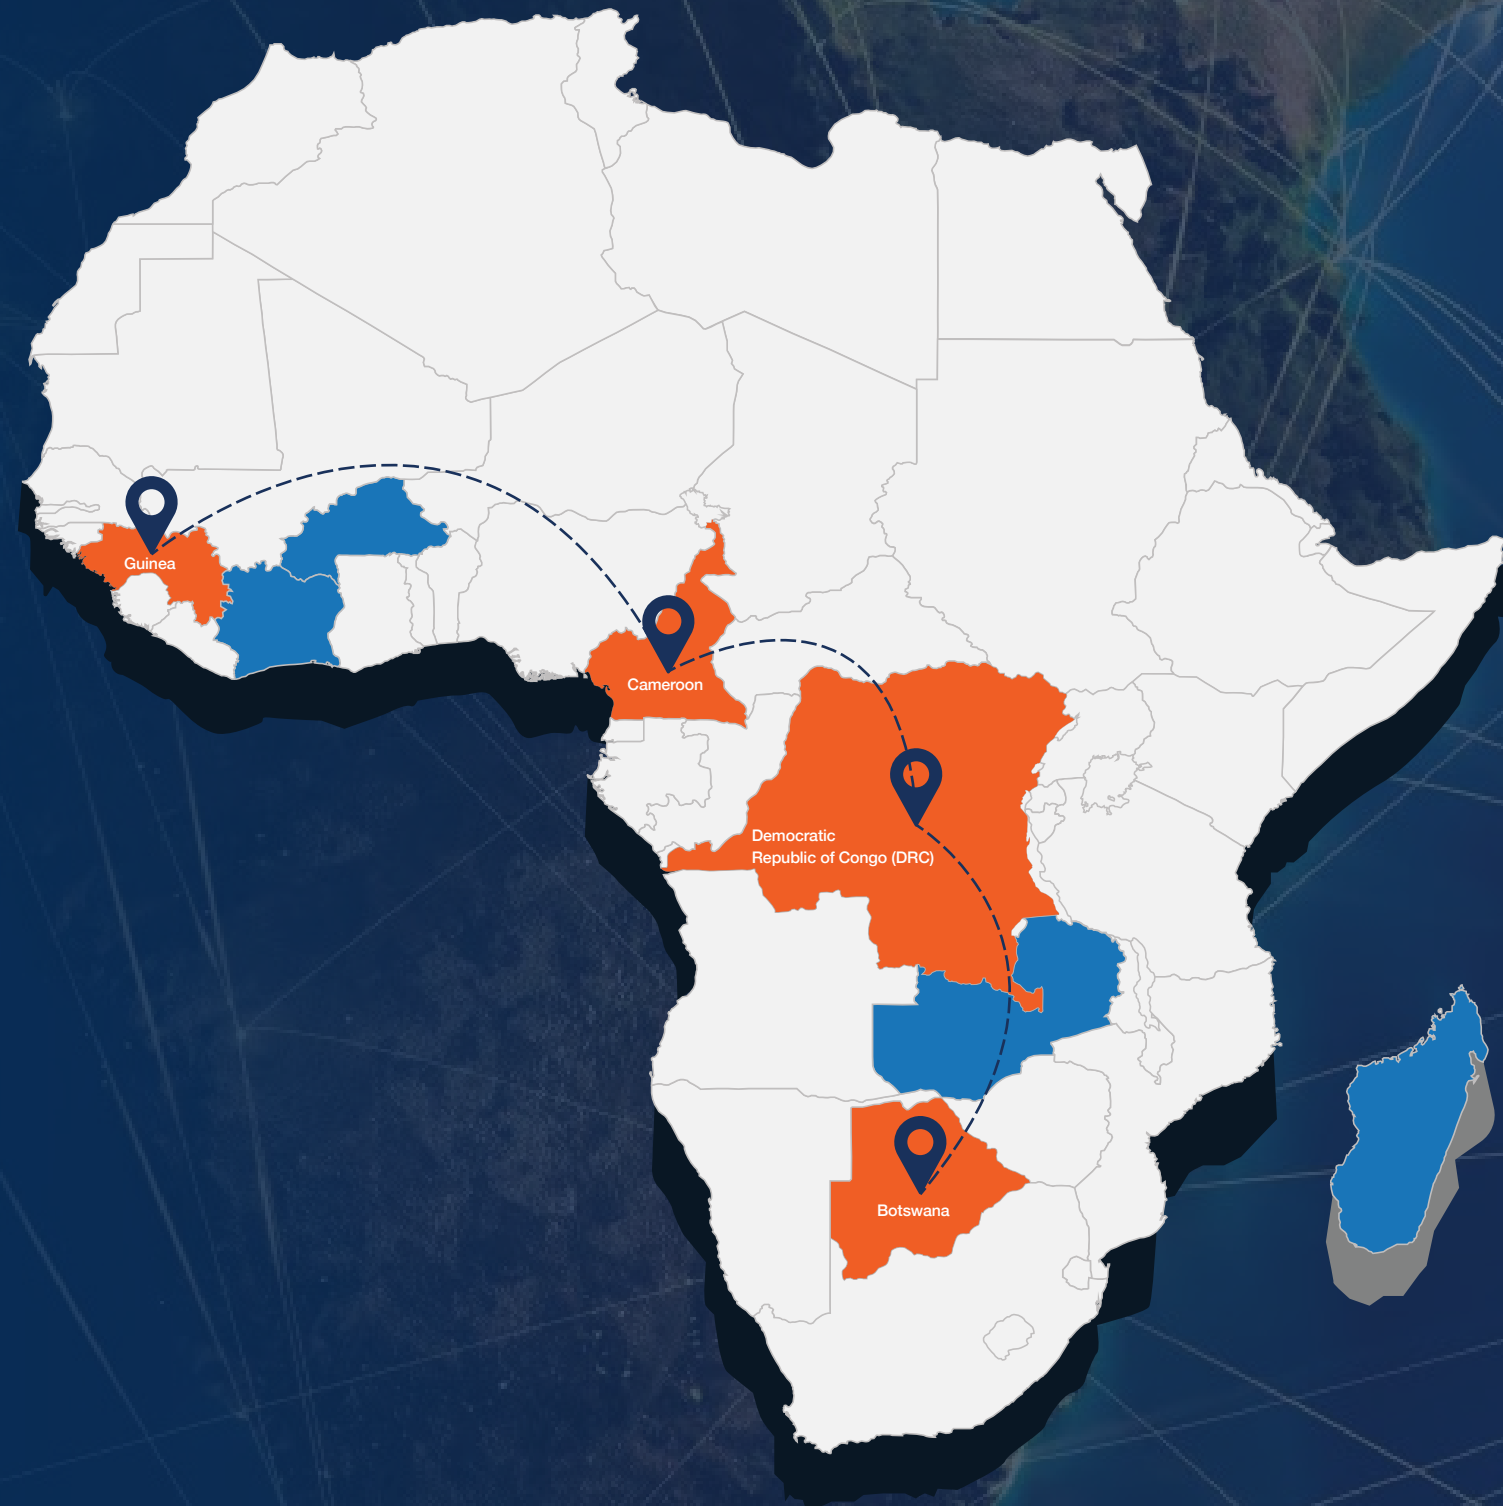 Guinea
Cameroon
Democratic
Republic of Congo (DRC)
Botswana